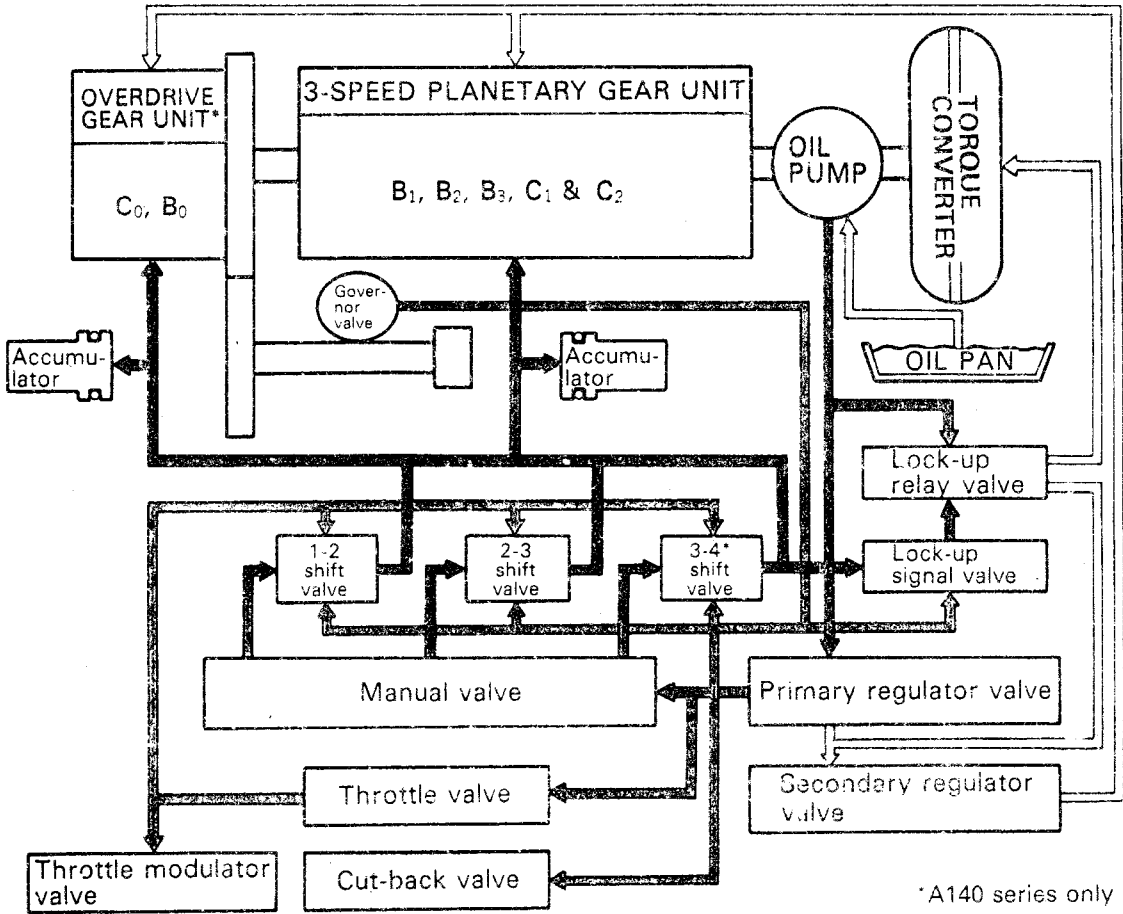 OVERDRIVE
GEAR UNIT*
C₀, B₀
3-SPEED PLANETARY GEAR UNIT
B₁, B₂, B₃, C₁ & C₂
OIL
PUMP
TORQUE
CONVERTER
Gover-
nor
valve
Accumu-
lator
Accumu-
lator
OIL PAN
Lock-up
relay valve
1-2
shift
valve
2-3
shift
valve
3-4*
shift
valve
Lock-up
signal valve
Manual valve
Primary regulator valve
Throttle valve
Secondary regulator
valve
Throttle modulator
valve
Cut-back valve
*A140 series only